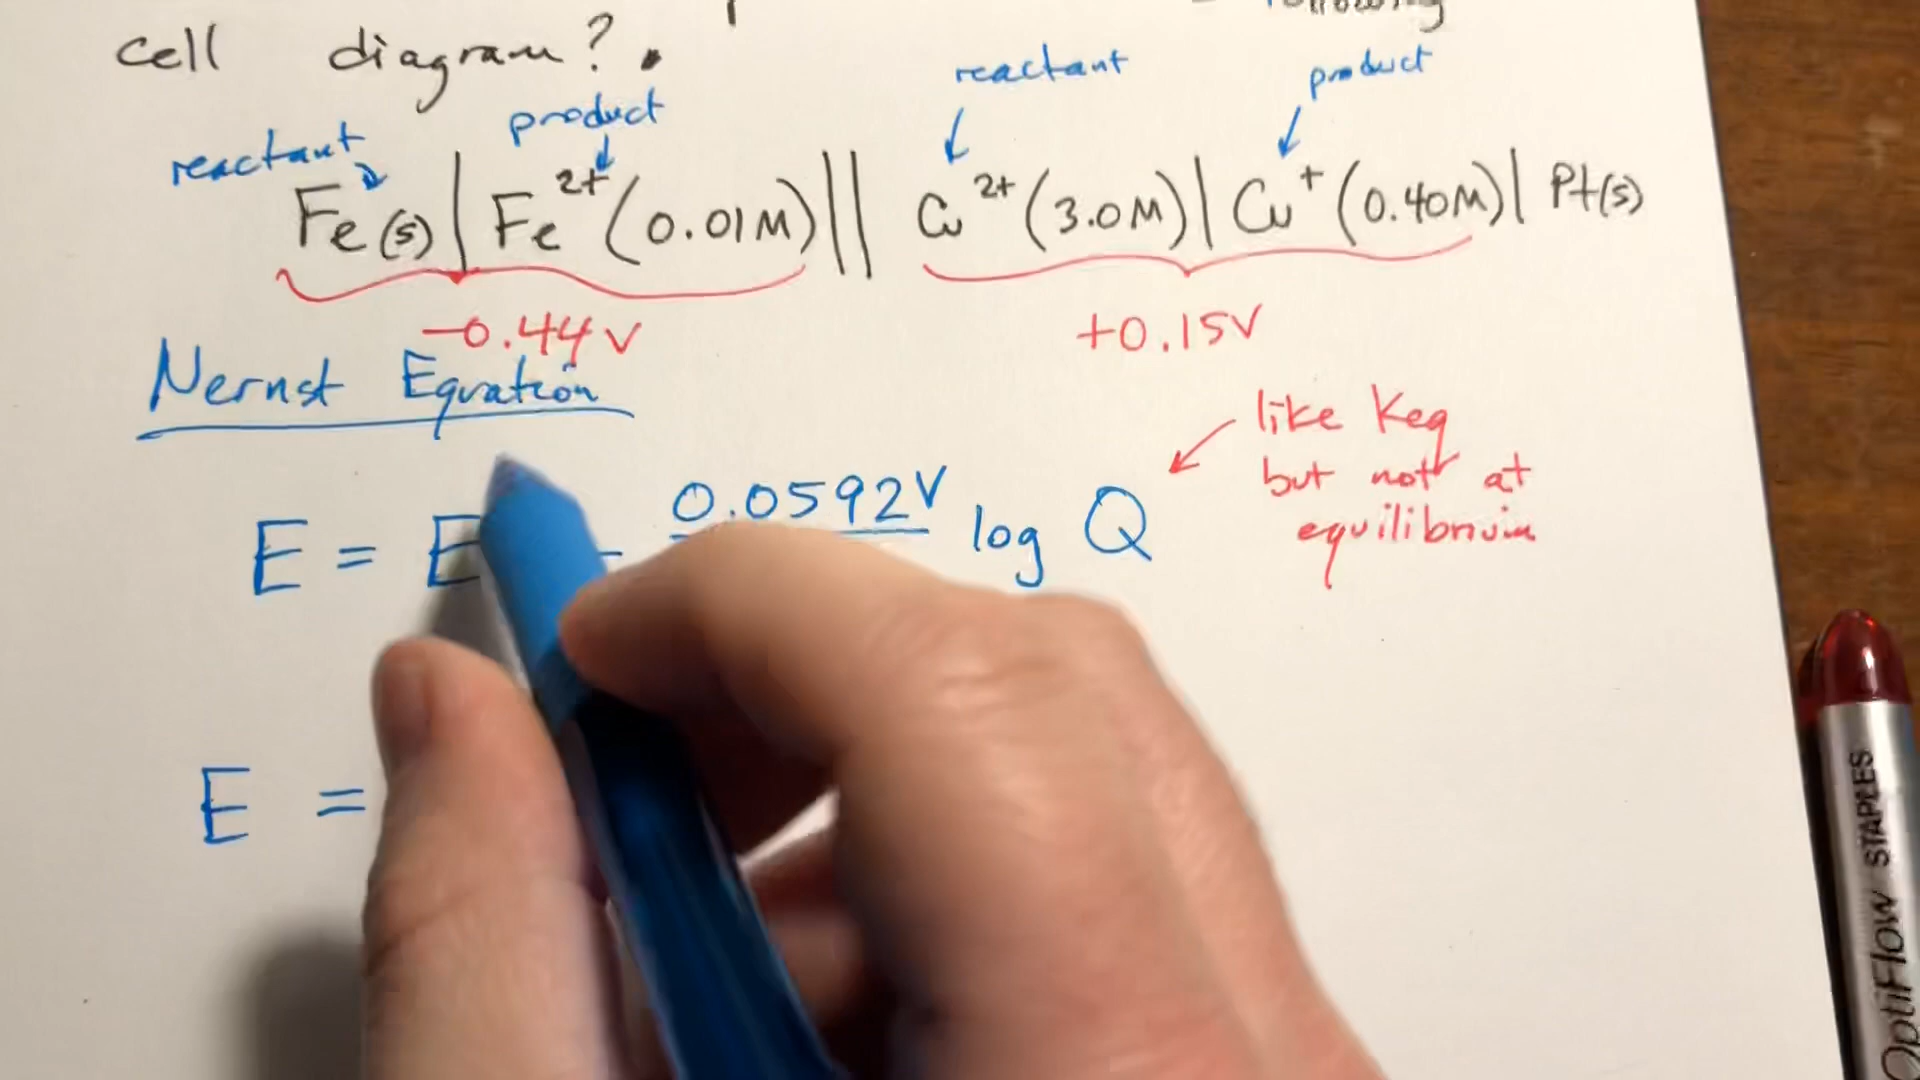 following
cell diagram?.
reactant product reactant product
Fe(s) | Fe²⁺ (0.01M) || Cu²⁺ (3.0M) | Cu⁺ (0.40M) | Pt(s)
-0.44V +0.15V
Nernst Equation
like Keq
but not at
equilibrium
E = E - 0.0592V log Q
E =
OptiFlow STAPLES